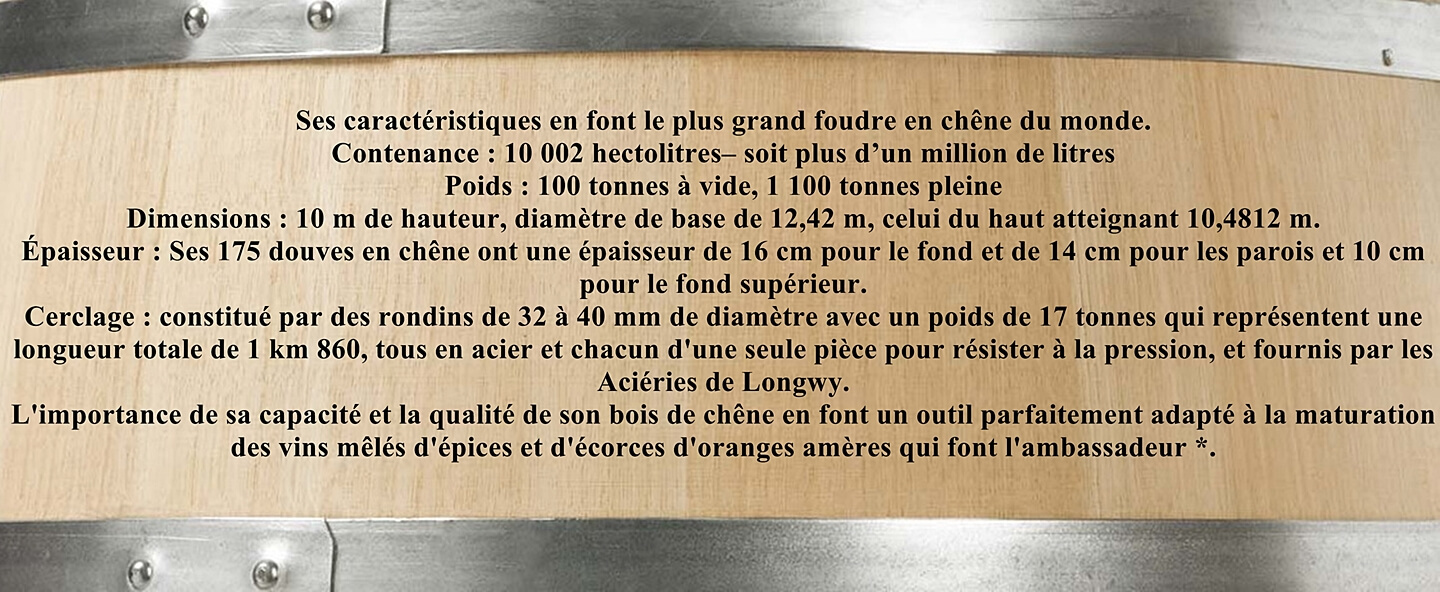 Ses caractéristiques en font le plus grand foudre en chêne du monde.
Contenance : 10 002 hectolitres– soit plus d’un million de litres
Poids : 100 tonnes à vide, 1 100 tonnes pleine
Dimensions : 10 m de hauteur, diamètre de base de 12,42 m, celui du haut atteignant 10,4812 m.
Épaisseur : Ses 175 douves en chêne ont une épaisseur de 16 cm pour le fond et de 14 cm pour les parois et 10 cm
pour le fond supérieur.
Cerclage : constitué par des rondins de 32 à 40 mm de diamètre avec un poids de 17 tonnes qui représentent une
longueur totale de 1 km 860, tous en acier et chacun d'une seule pièce pour résister à la pression, et fournis par les
Aciéries de Longwy.
L'importance de sa capacité et la qualité de son bois de chêne en font un outil parfaitement adapté à la maturation
des vins mêlés d'épices et d'écorces d'oranges amères qui font l'ambassadeur *.